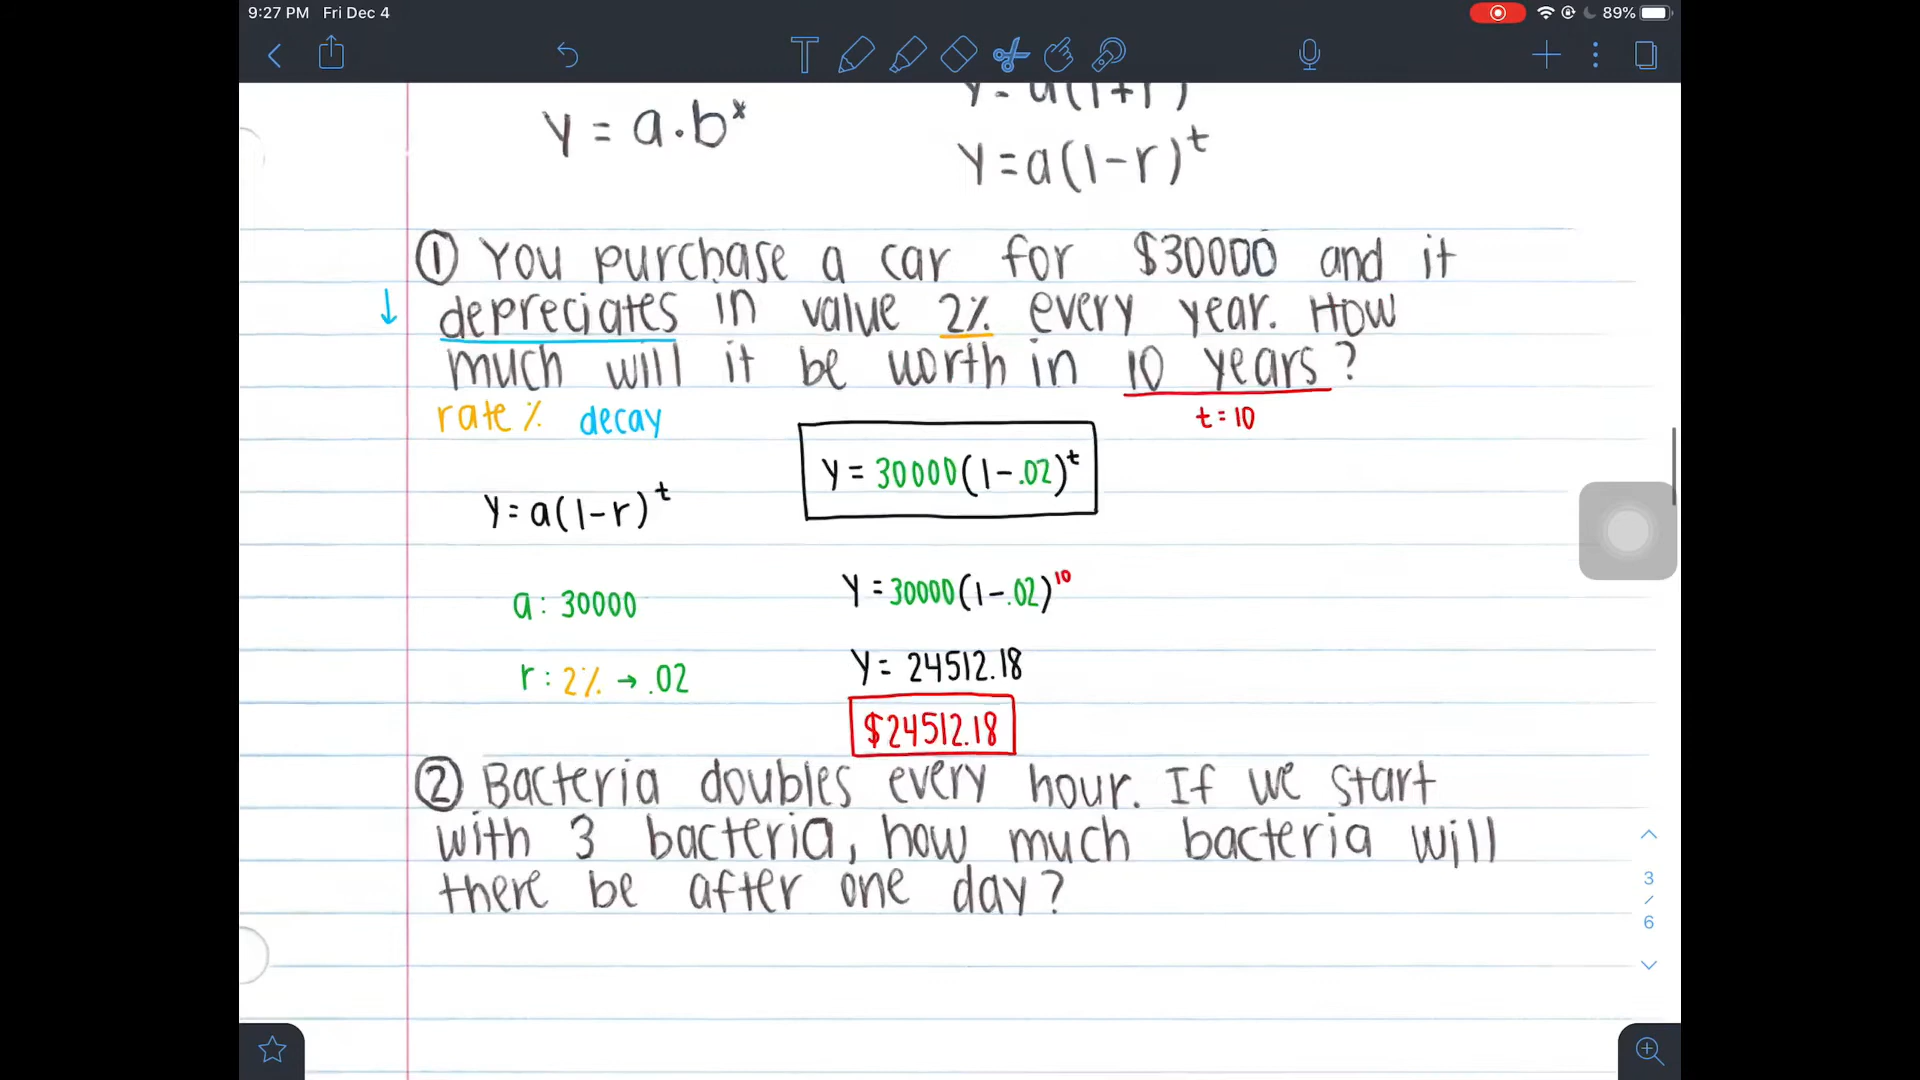 9:27 PM Fri Dec 4
89%
T
y = a(1+r)
y = a·bˣ
y=a(1-r)ᵗ
① You purchase a car for $30000 and it
↓ depreciates in value 2% every year. How
much will it be worth in 10 years?
rate % decay
t=10
y = 30000(1-.02)ᵗ
y=a(1-r)ᵗ
y = 30000(1-.02)¹⁰
a: 30000
y= 24512.18
r: 2% → .02
$24512.18
② Bacteria doubles every hour. If we start
with 3 bacteria, how much bacteria will
there be after one day?
3
/
6